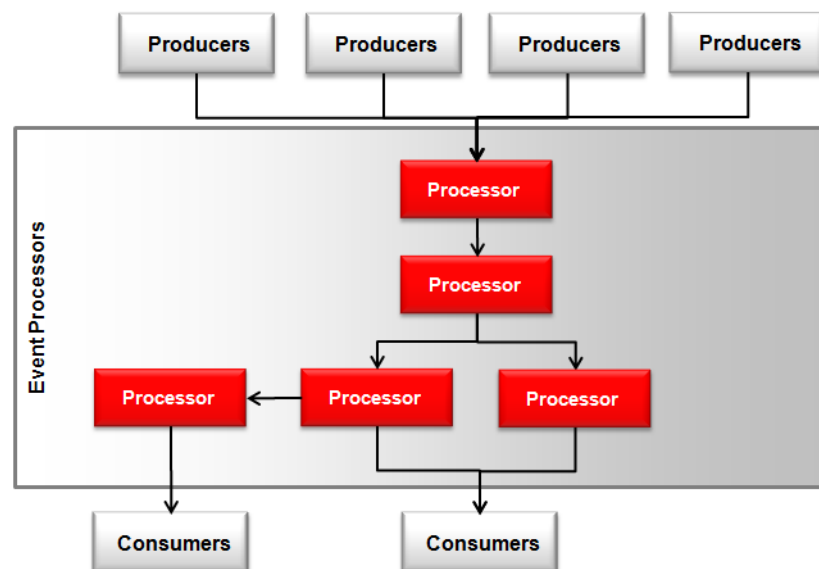 Producers
Producers
Producers
Producers
Event Processors
Processor
Processor
Processor
Processor
Processor
Consumers
Consumers